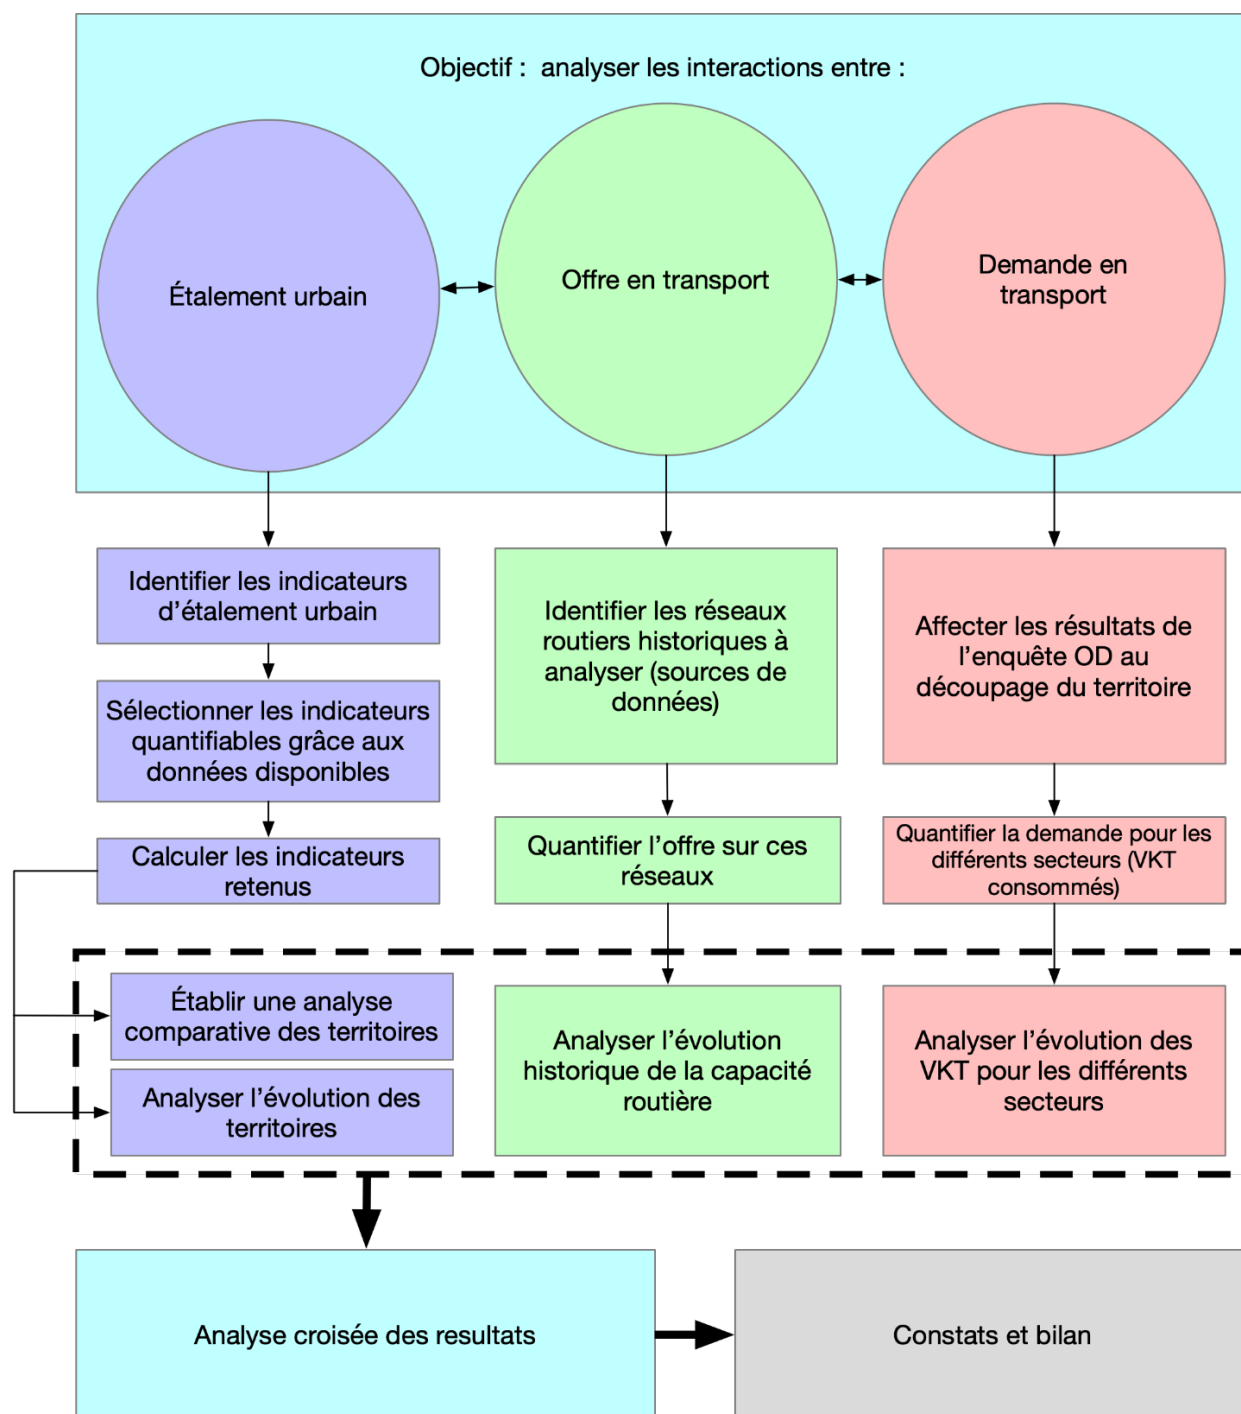 Objectif :  analyser les interactions entre :
Étalement urbain
Offre en transport
Demande en
transport
Identifier les indicateurs
d’étalement urbain
Sélectionner les indicateurs
quantifiables grâce aux
données disponibles
Calculer les indicateurs
retenus
Identifier les réseaux
routiers historiques à
analyser (sources de
données)
Quantifier l’offre sur ces
réseaux
Affecter les résultats de
l’enquête OD au
découpage du territoire
Quantifier la demande pour les
différents secteurs (VKT
consommés)
Établir une analyse
comparative des territoires
Analyser l’évolution des
territoires
Analyser l’évolution
historique de la capacité
routière
Analyser l’évolution des
VKT pour les différents
secteurs
Analyse croisée des resultats
Constats et bilan